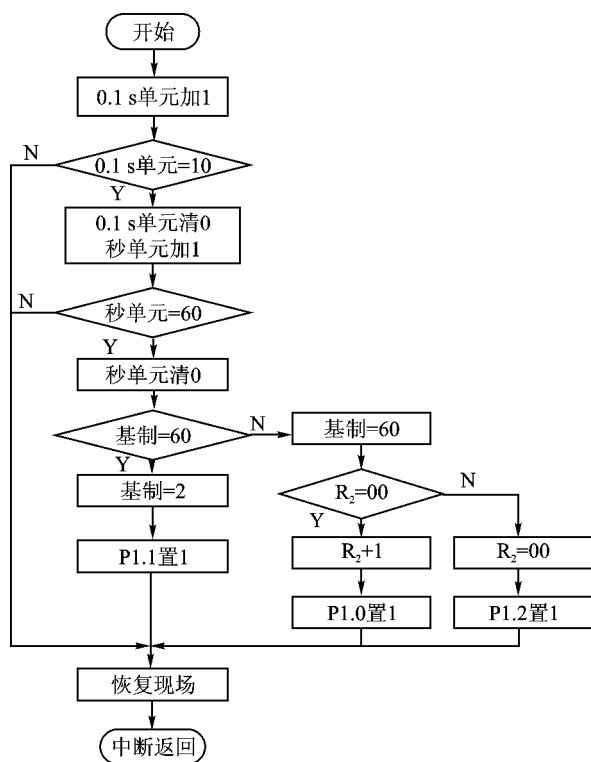 开始
0.1 s单元加1
N
0.1 s单元=10
Y
0.1 s单元清0
秒单元加1
N
秒单元=60
Y
秒单元清0
基制=60
N
基制=60
Y
基制=2
R₂=00
N
Y
P1.1置1
R₂+1
R₂=00
P1.0置1
P1.2置1
恢复现场
中断返回